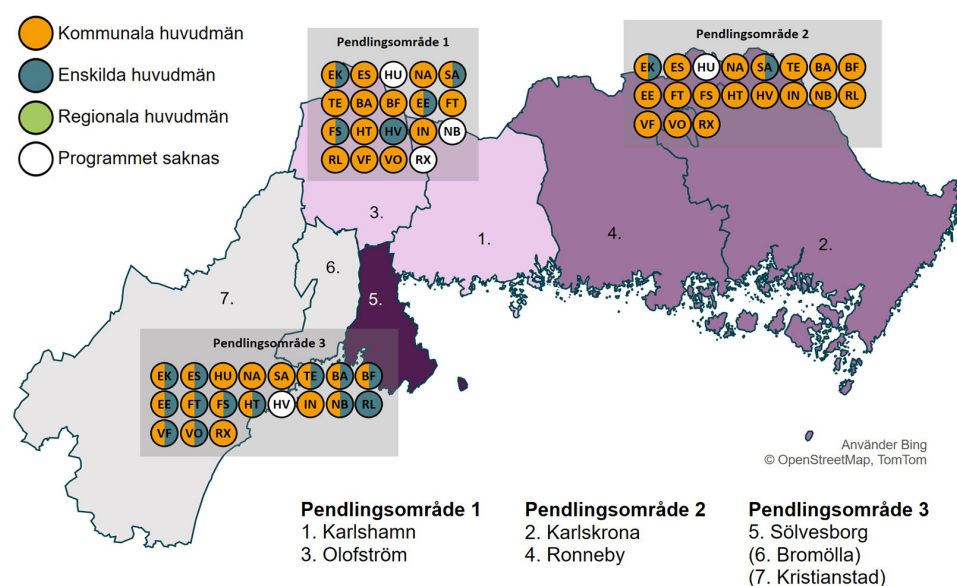 Kommunala huvudmän
Enskilda huvudmän
Regionala huvudmän
Programmet saknas
Pendlingsområde 1
EK ES HU NA SA
TE BA BF EE FT
FS HT HV IN NB
RL VF VO RX
Pendlingsområde 2
EK ES HU NA SA TE BA BF
EE FT FS HT HV IN NB RL
VF VO RX
3.
1.
4.
2.
6.
5.
7.
Pendlingsområde 3
EK ES HU NA SA TE BA BF
EE FT FS HT HV IN NB RL
VF VO RX
Använder Bing
© OpenStreetMap, TomTom
Pendlingsområde 1
1. Karlshamn
3. Olofström
Pendlingsområde 2
2. Karlskrona
4. Ronneby
Pendlingsområde 3
5. Sölvesborg
(6. Bromölla)
(7. Kristianstad)